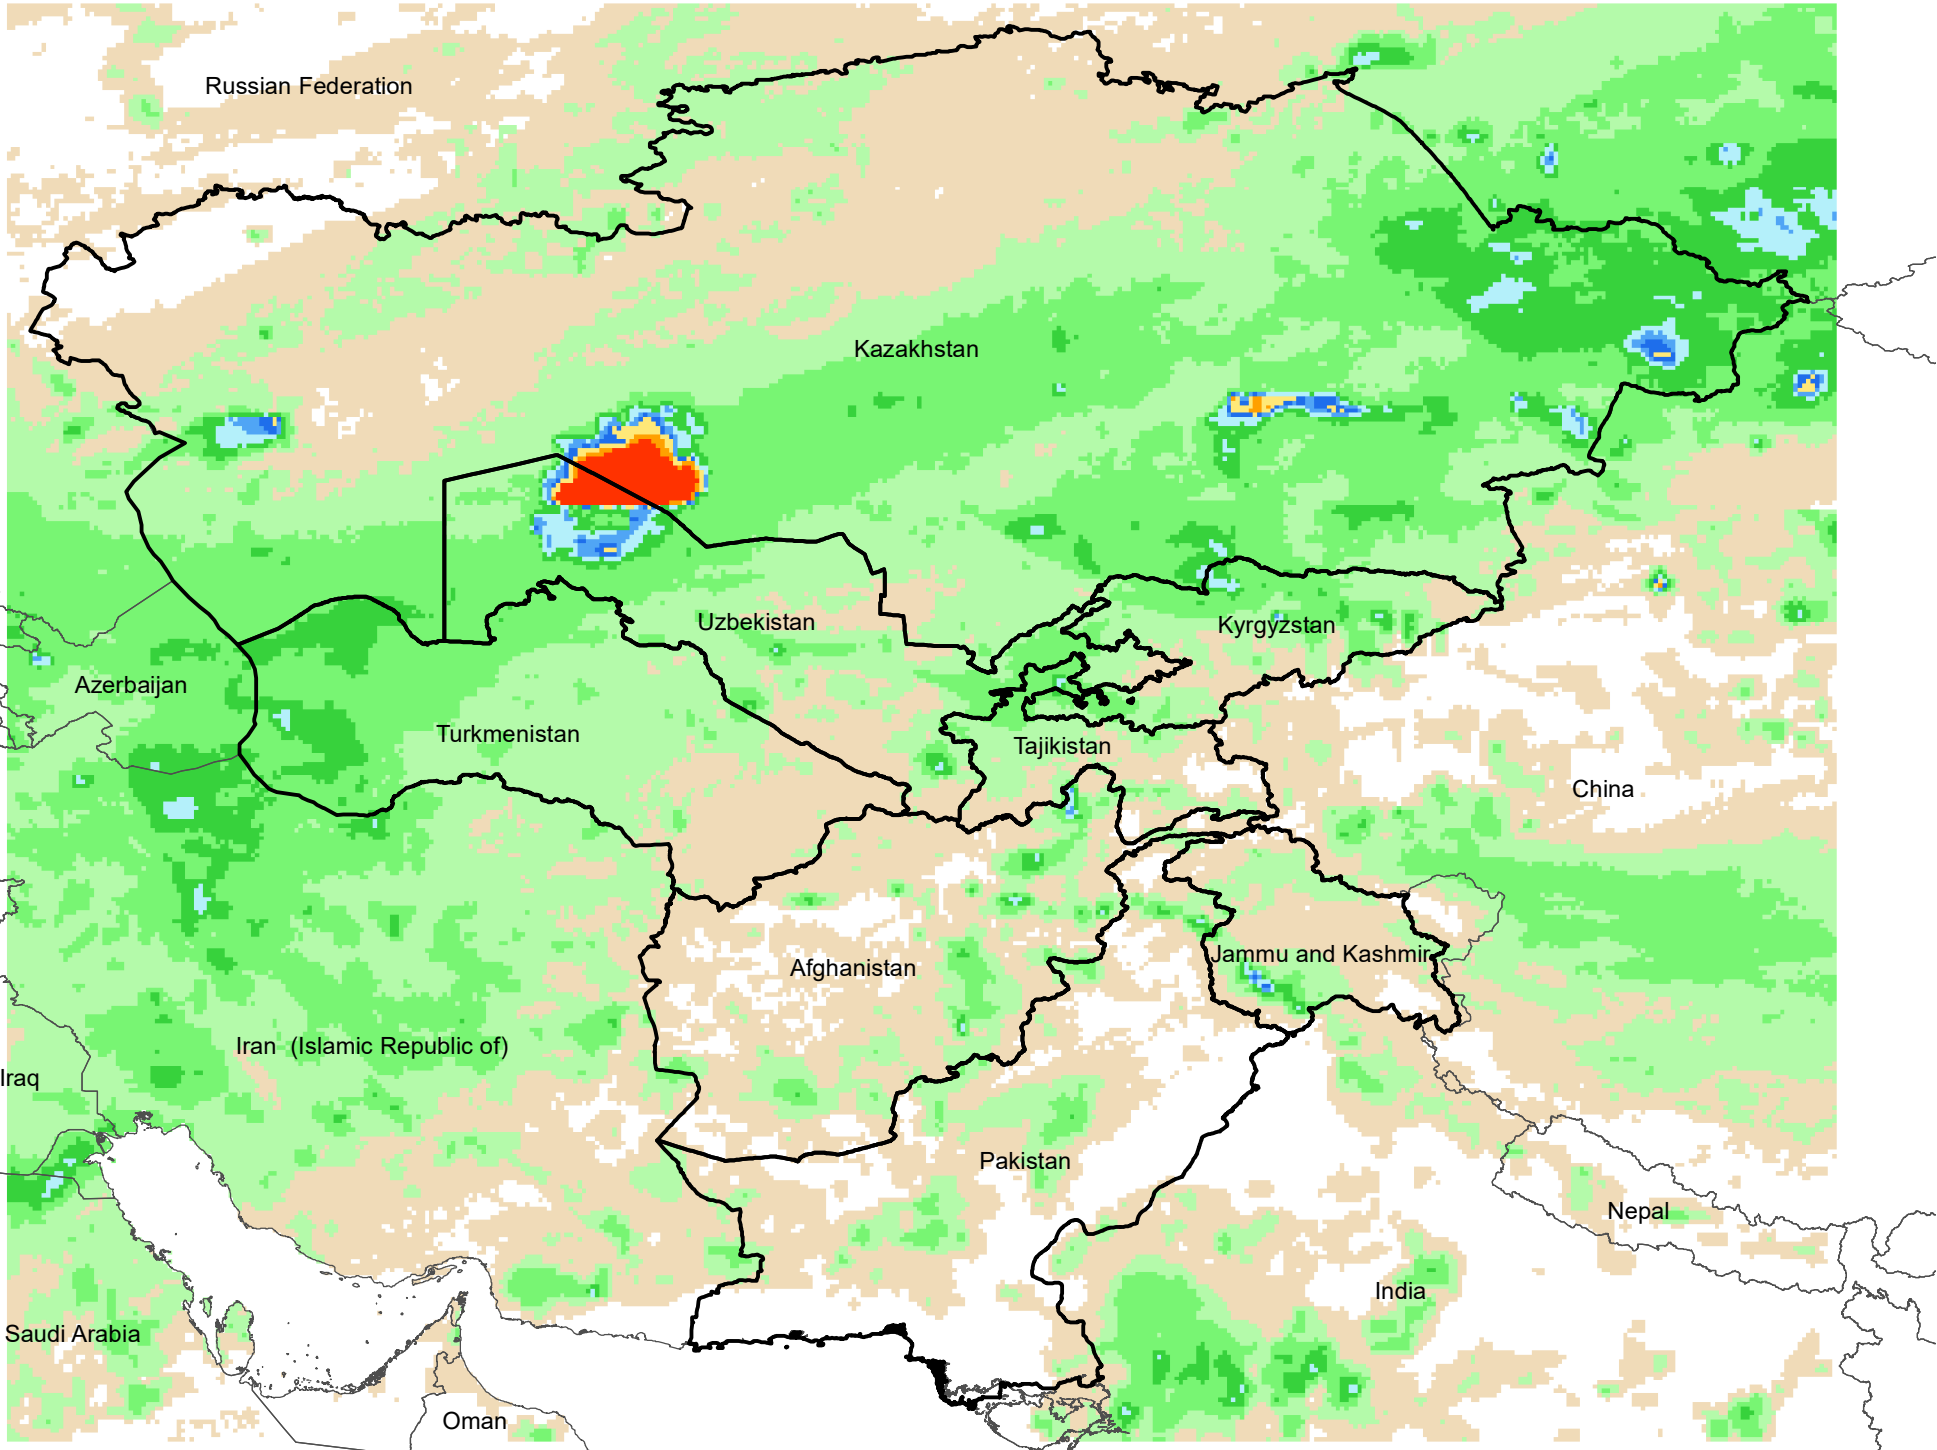 Russian Federation
Kazakhstan
Uzbekistan
Kyrgyzstan
Azerbaijan
Turkmenistan
Tajikistan
China
Jammu and Kashmir
Afghanistan
Iran  (Islamic Republic of)
Iraq
Pakistan
Nepal
India
Saudi Arabia
Oman